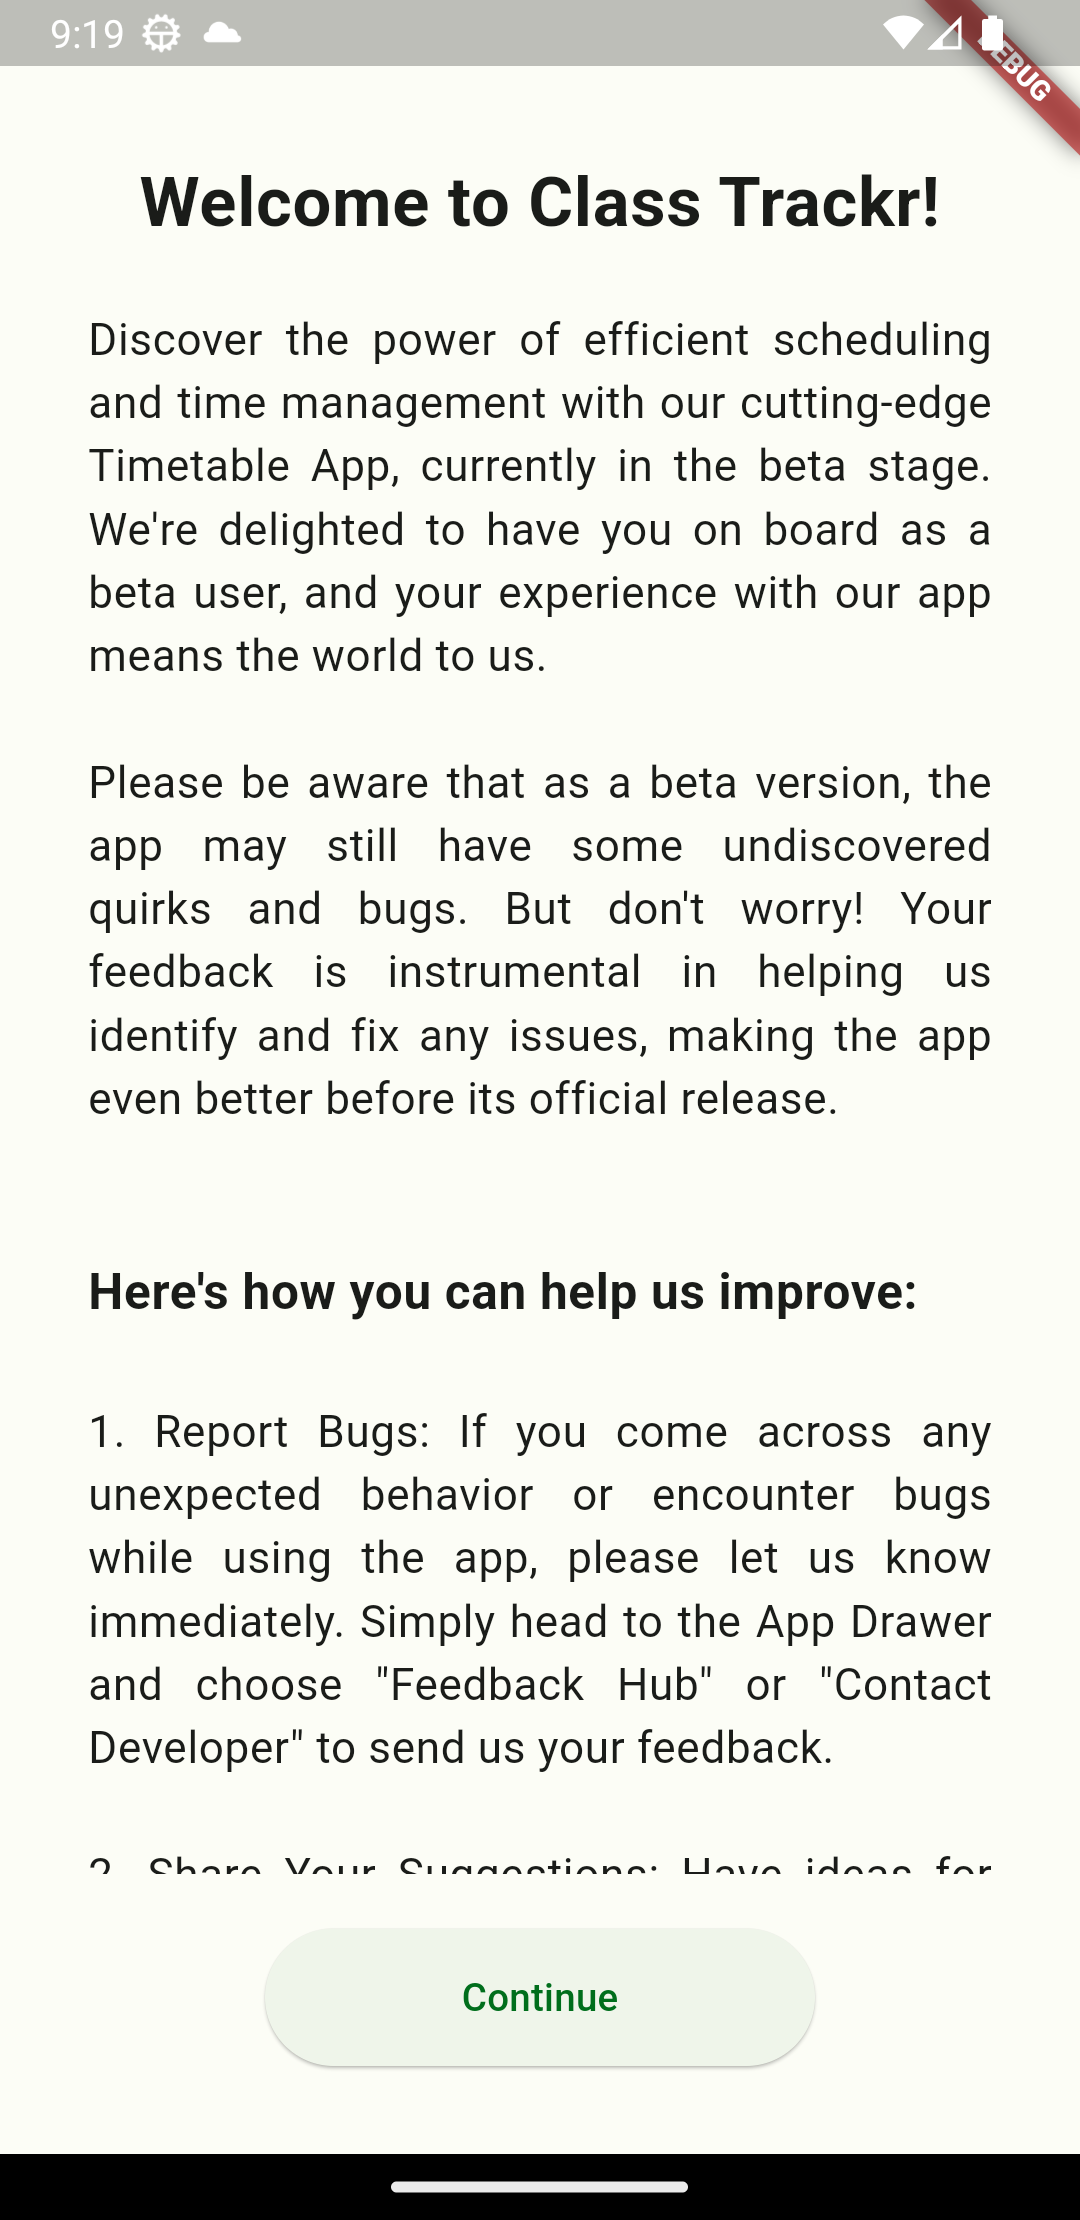 9:19
DEBUG
Welcome to Class Trackr!
Discover the power of efficient scheduling
and time management with our cutting-edge
Timetable App, currently in the beta stage.
We're delighted to have you on board as a
beta user, and your experience with our app
means the world to us.
Please be aware that as a beta version, the
app may still have some undiscovered
quirks and bugs. But don't worry! Your
feedback is instrumental in helping us
identify and fix any issues, making the app
even better before its official release.
Here's how you can help us improve:
1. Report Bugs: If you come across any
unexpected behavior or encounter bugs
while using the app, please let us know
immediately. Simply head to the App Drawer
and choose "Feedback Hub" or "Contact
Developer" to send us your feedback.
2. Share Your Suggestions: Have ideas for
Continue